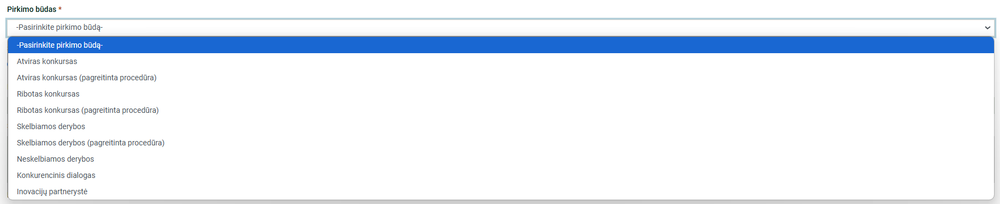 Pirkimo būdas *
-Pasirinkite pirkimo būdą-
-Pasirinkite pirkimo būdą-
Atviras konkursas
Atviras konkursas (pagreitinta procedūra)
Ribotas konkursas
Ribotas konkursas (pagreitinta procedūra)
Skelbiamos derybos
Skelbiamos derybos (pagreitinta procedūra)
Neskelbiamos derybos
Konkurencinis dialogas
Inovacijų partnerystė